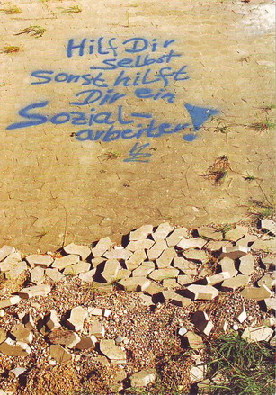 Hilf Dir
selbst
Sonst hilft
Dir ein
Sozial-
arbeiter!